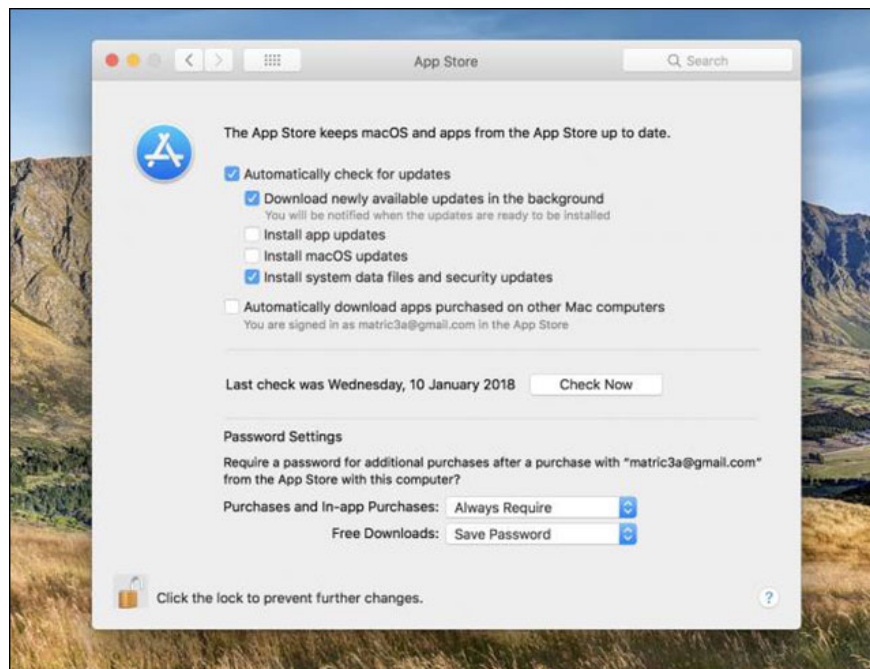 App Store
Search
The App Store keeps macOS and apps from the App Store up to date.
Automatically check for updates
Download newly available updates in the background
You will be notified when the updates are ready to be installed
Install app updates
Install macOS updates
Install system data files and security updates
Automatically download apps purchased on other Mac computers
You are signed in as matric3a@gmail.com in the App Store
Last check was Wednesday, 10 January 2018 Check Now
Password Settings
Require a password for additional purchases after a purchase with “matric3a@gmail.com”
from the App Store with this computer?
Purchases and In-app Purchases: Always Require
Free Downloads: Save Password
Click the lock to prevent further changes. ?